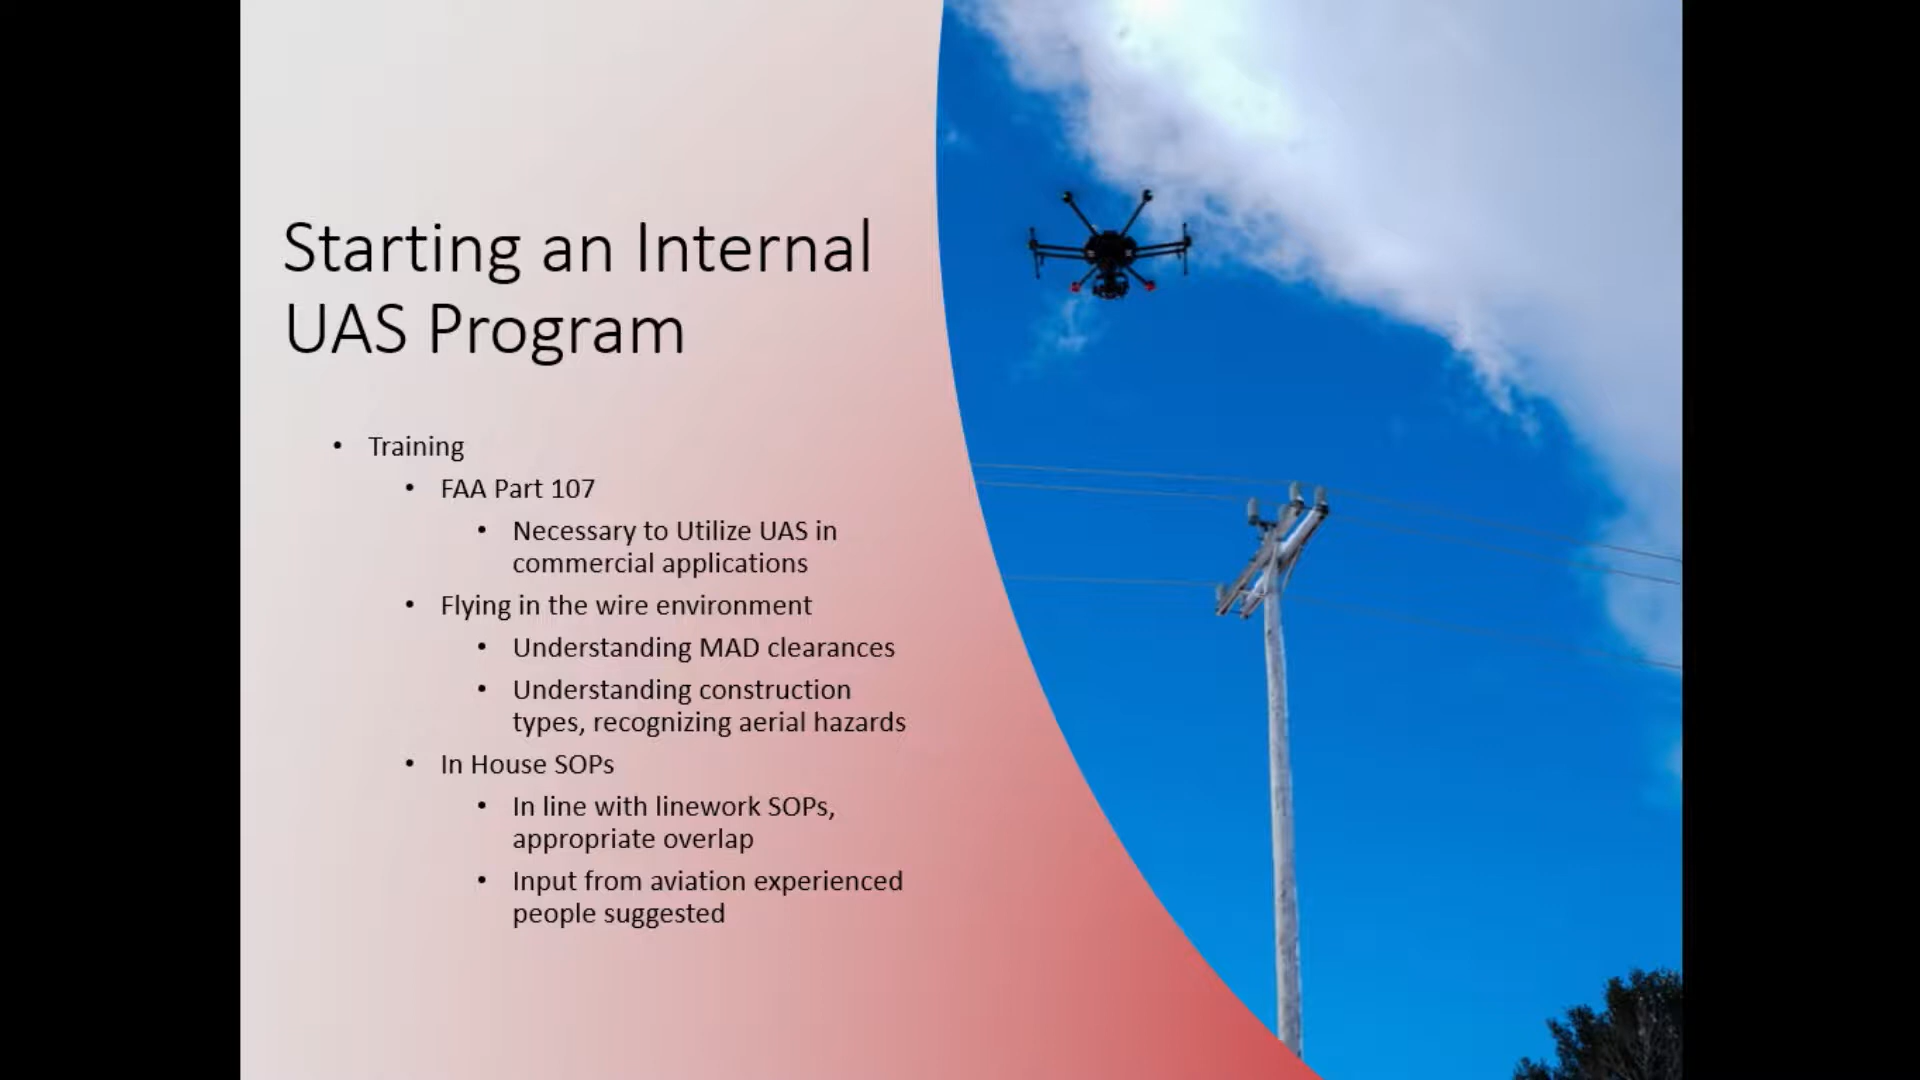 Starting an Internal
UAS Program
• Training
• FAA Part 107
• Necessary to Utilize UAS in
commercial applications
• Flying in the wire environment
• Understanding MAD clearances
• Understanding construction
types, recognizing aerial hazards
• In House SOPs
• In line with linework SOPs,
appropriate overlap
• Input from aviation experienced
people suggested